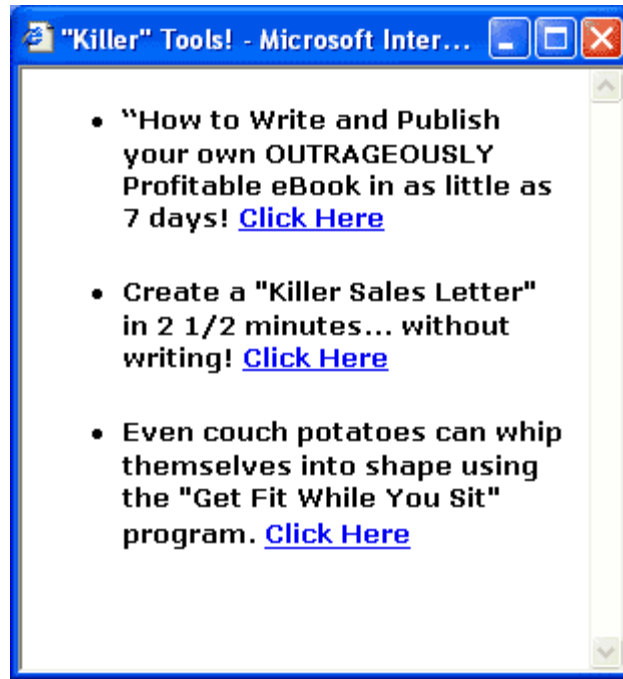 "Killer" Tools! - Microsoft Inter...
• “How to Write and Publish
your own OUTRAGEOUSLY
Profitable eBook in as little as
7 days! Click Here
• Create a "Killer Sales Letter"
in 2 1/2 minutes... without
writing! Click Here
• Even couch potatoes can whip
themselves into shape using
the "Get Fit While You Sit"
program. Click Here